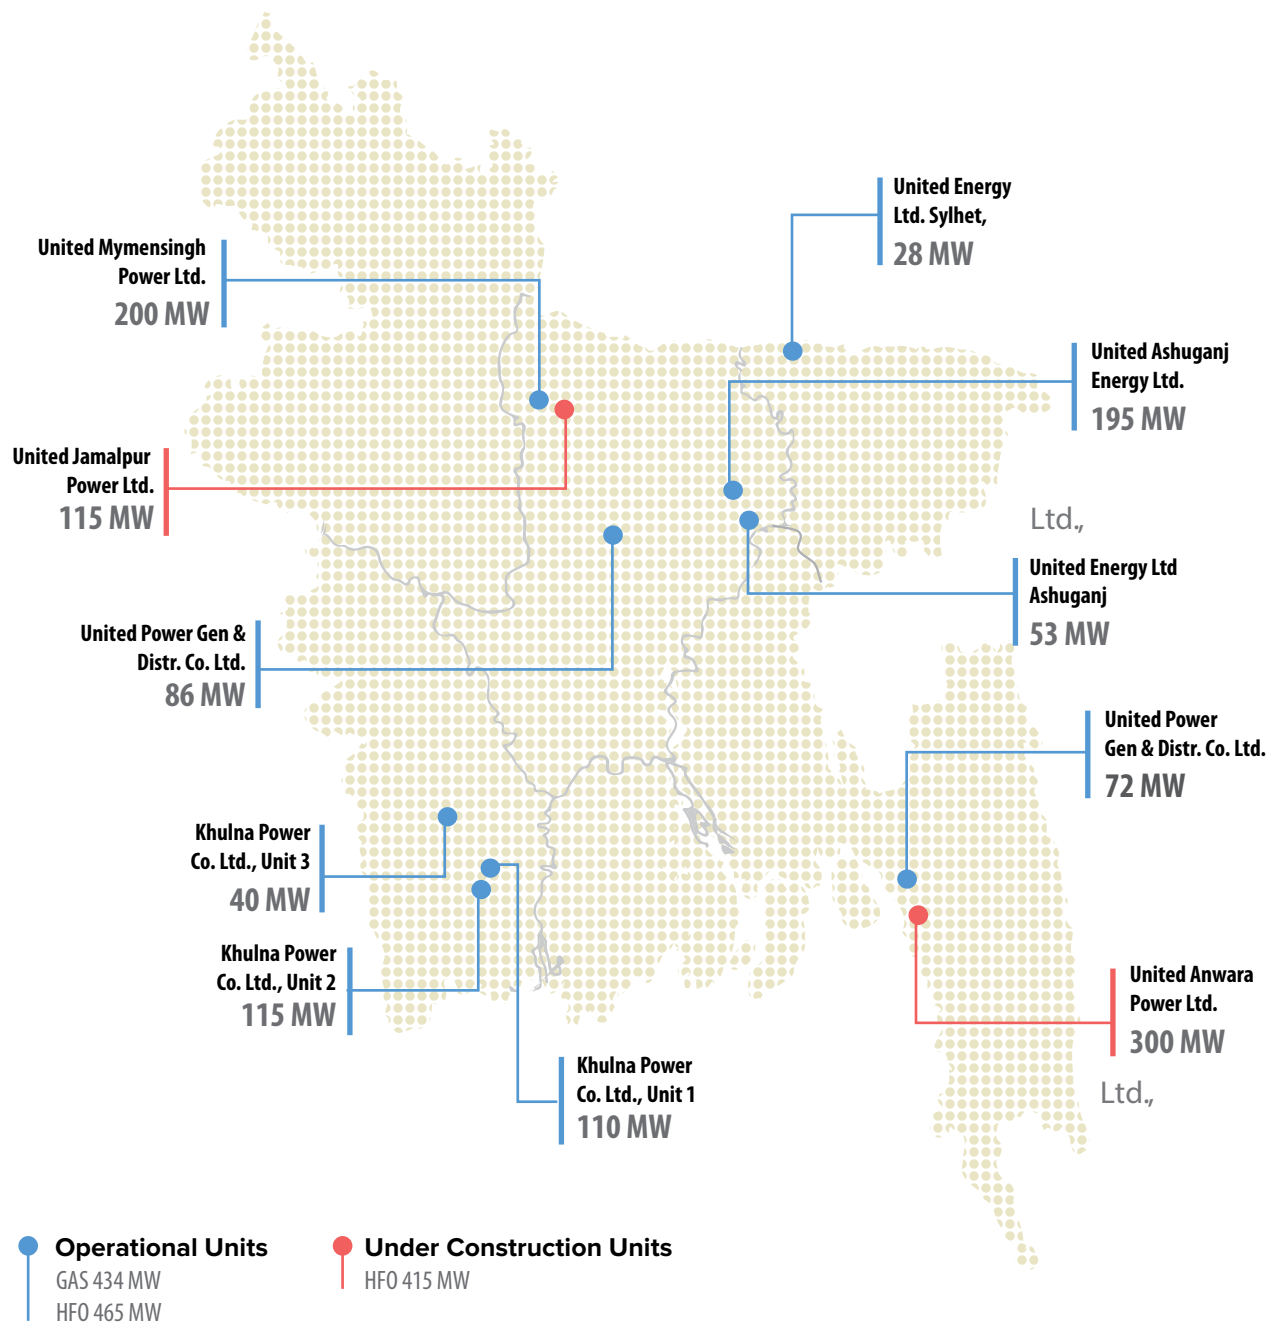 United Energy
Ltd. Sylhet,
28 MW
United Mymensingh
Power Ltd.
200 MW
United Ashuganj
Energy Ltd.
195 MW
United Jamalpur
Power Ltd.
115 MW
Ltd.,
United Energy Ltd
Ashuganj
53 MW
United Power Gen &
Distr. Co. Ltd.
86 MW
United Power
Gen & Distr. Co. Ltd.
72 MW
Khulna Power
Co. Ltd., Unit 3
40 MW
Khulna Power
Co. Ltd., Unit 2
115 MW
United Anwara
Power Ltd.
300 MW
Ltd.,
Khulna Power
Co. Ltd., Unit 1
110 MW
Operational Units
GAS 434 MW
HFO 465 MW
Under Construction Units
HFO 415 MW